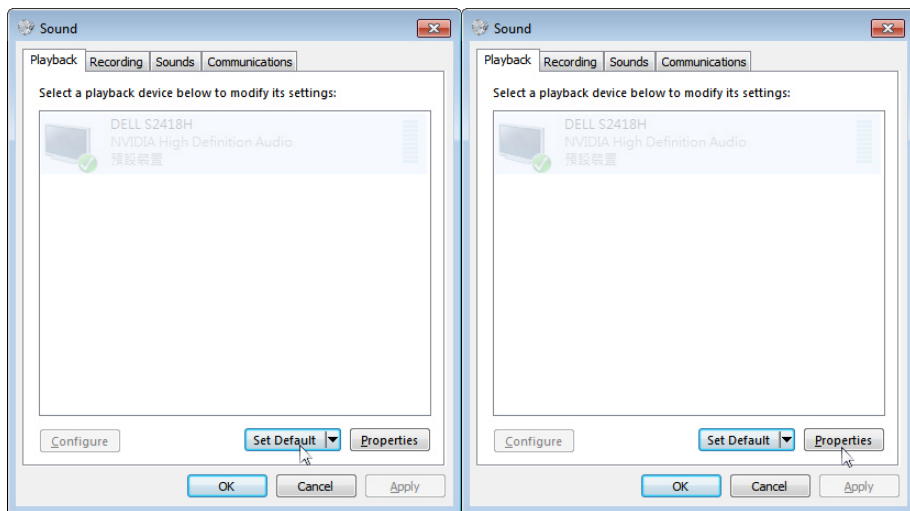 Sound
Playback Recording Sounds Communications
Select a playback device below to modify its settings:
DELL S2418H
NVIDIA High Definition Audio
預設裝置
Configure Set Default Properties
OK Cancel Apply
Sound
Playback Recording Sounds Communications
Select a playback device below to modify its settings:
DELL S2418H
NVIDIA High Definition Audio
預設裝置
Configure Set Default Properties
OK Cancel Apply